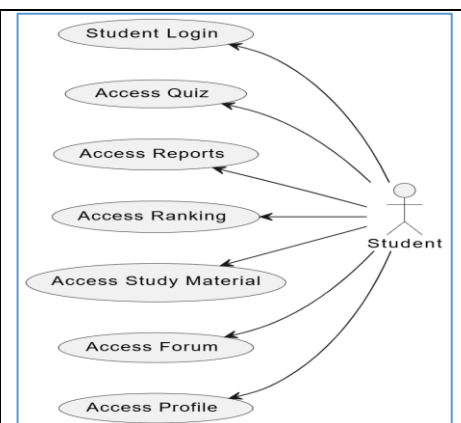 Student Login
Access Quiz
Access Reports
Access Ranking
Student
Access Study Material
Access Forum
Access Profile